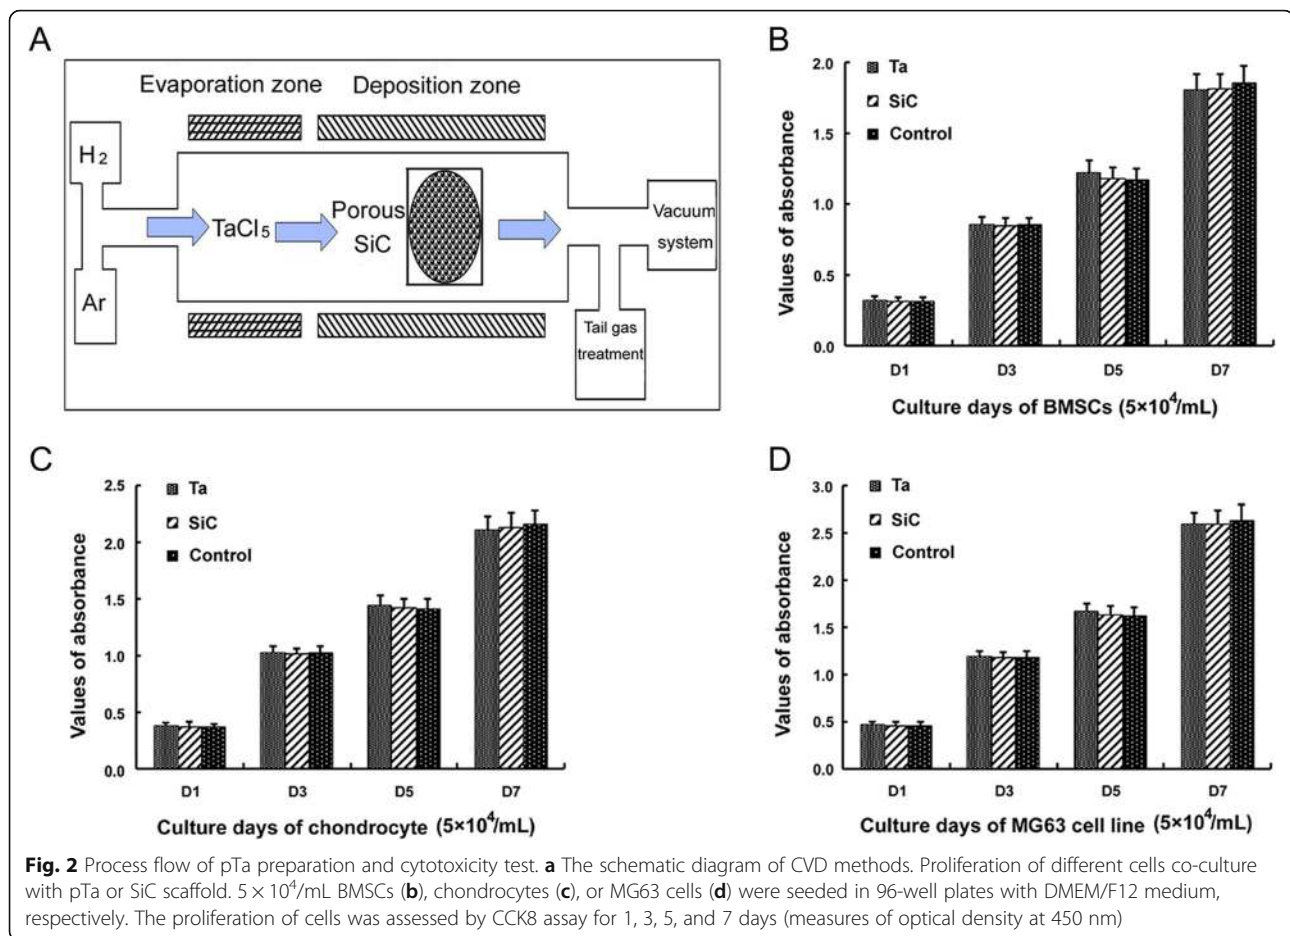 A
Evaporation zone Deposition zone
H2
Ar
TaCl5
Porous
SiC
Vacuum
system
Tail gas
treatment
B
Values of absorbance
2.0
1.5
1.0
0.5
0.0
Ta
SiC
Control
D1 D3 D5 D7
Culture days of BMSCs (5×10⁴/mL)
C
Values of absorbance
2.5
2.0
1.5
1.0
0.5
0.0
Ta
SiC
Control
D1 D3 D5 D7
Culture days of chondrocyte (5×10⁴/mL)
D
Values of absorbance
3.0
2.5
2.0
1.5
1.0
0.5
0.0
Ta
SiC
Control
D1 D3 D5 D7
Culture days of MG63 cell line (5×10⁴/mL)
Fig. 2 Process flow of pTa preparation and cytotoxicity test. a The schematic diagram of CVD methods. Proliferation of different cells co-culture
with pTa or SiC scaffold. 5 × 10⁴/mL BMSCs (b), chondrocytes (c), or MG63 cells (d) were seeded in 96-well plates with DMEM/F12 medium,
respectively. The proliferation of cells was assessed by CCK8 assay for 1, 3, 5, and 7 days (measures of optical density at 450 nm)